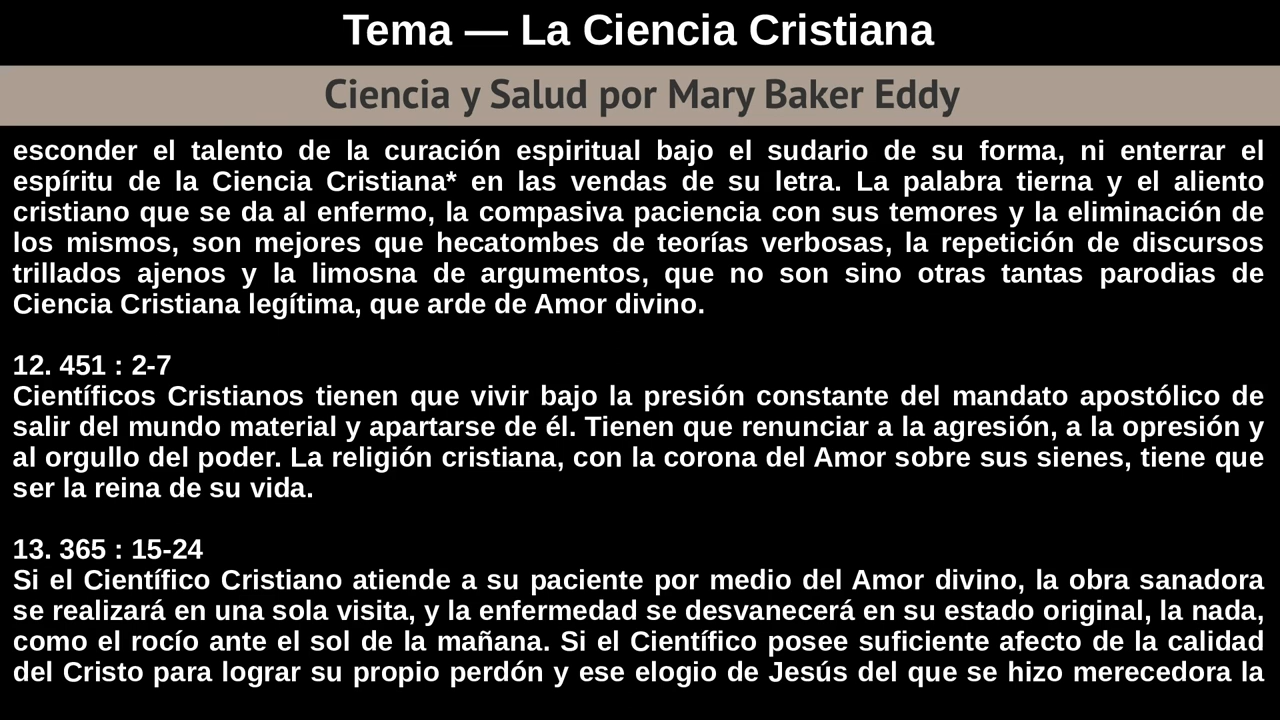 Tema — La Ciencia Cristiana
Ciencia y Salud por Mary Baker Eddy
esconder el talento de la curación espiritual bajo el sudario de su forma, ni enterrar el
espíritu de la Ciencia Cristiana* en las vendas de su letra. La palabra tierna y el aliento
cristiano que se da al enfermo, la compasiva paciencia con sus temores y la eliminación de
los mismos, son mejores que hecatombes de teorías verbosas, la repetición de discursos
trillados ajenos y la limosna de argumentos, que no son sino otras tantas parodias de
Ciencia Cristiana legítima, que arde de Amor divino.
12. 451 : 2-7
Científicos Cristianos tienen que vivir bajo la presión constante del mandato apostólico de
salir del mundo material y apartarse de él. Tienen que renunciar a la agresión, a la opresión y
al orgullo del poder. La religión cristiana, con la corona del Amor sobre sus sienes, tiene que
ser la reina de su vida.
13. 365 : 15-24
Si el Científico Cristiano atiende a su paciente por medio del Amor divino, la obra sanadora
se realizará en una sola visita, y la enfermedad se desvanecerá en su estado original, la nada,
como el rocío ante el sol de la mañana. Si el Científico posee suficiente afecto de la calidad
del Cristo para lograr su propio perdón y ese elogio de Jesús del que se hizo merecedora la